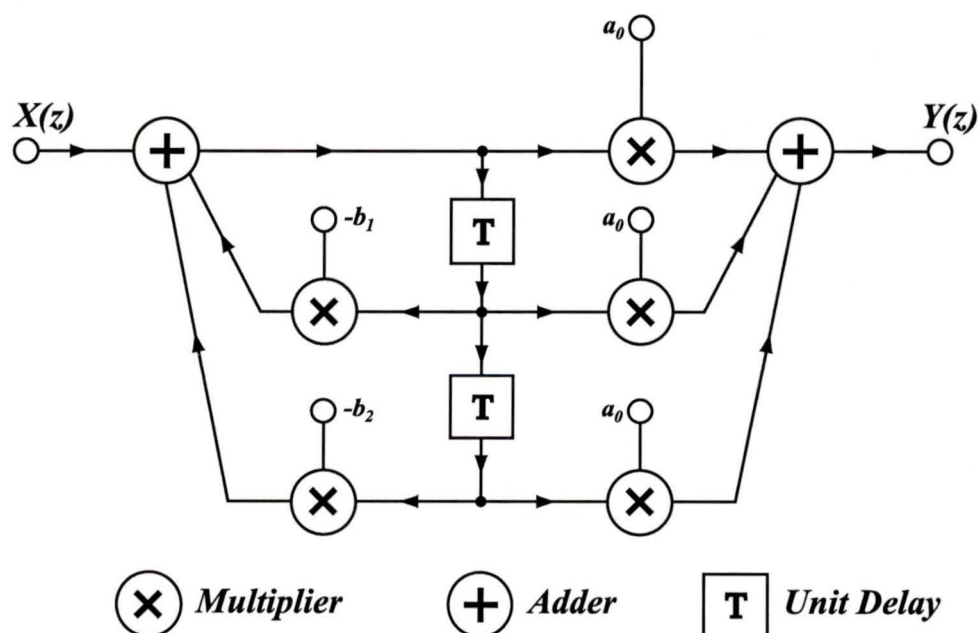 a₀
X(z)
Y(z)
-b₁
a₀
T
-b₂
a₀
T
Multiplier
Adder
T
Unit Delay